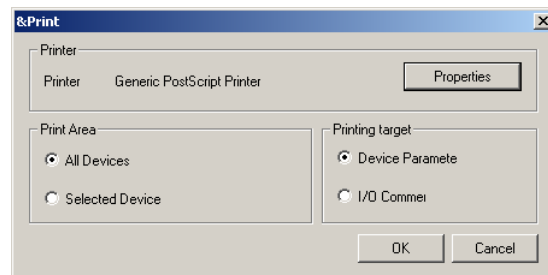 &Print
Printer
Printer Generic PostScript Printer Properties
Print Area
All Devices
Selected Device
Printing target
Device Paramete
I/O Commer
OK Cancel